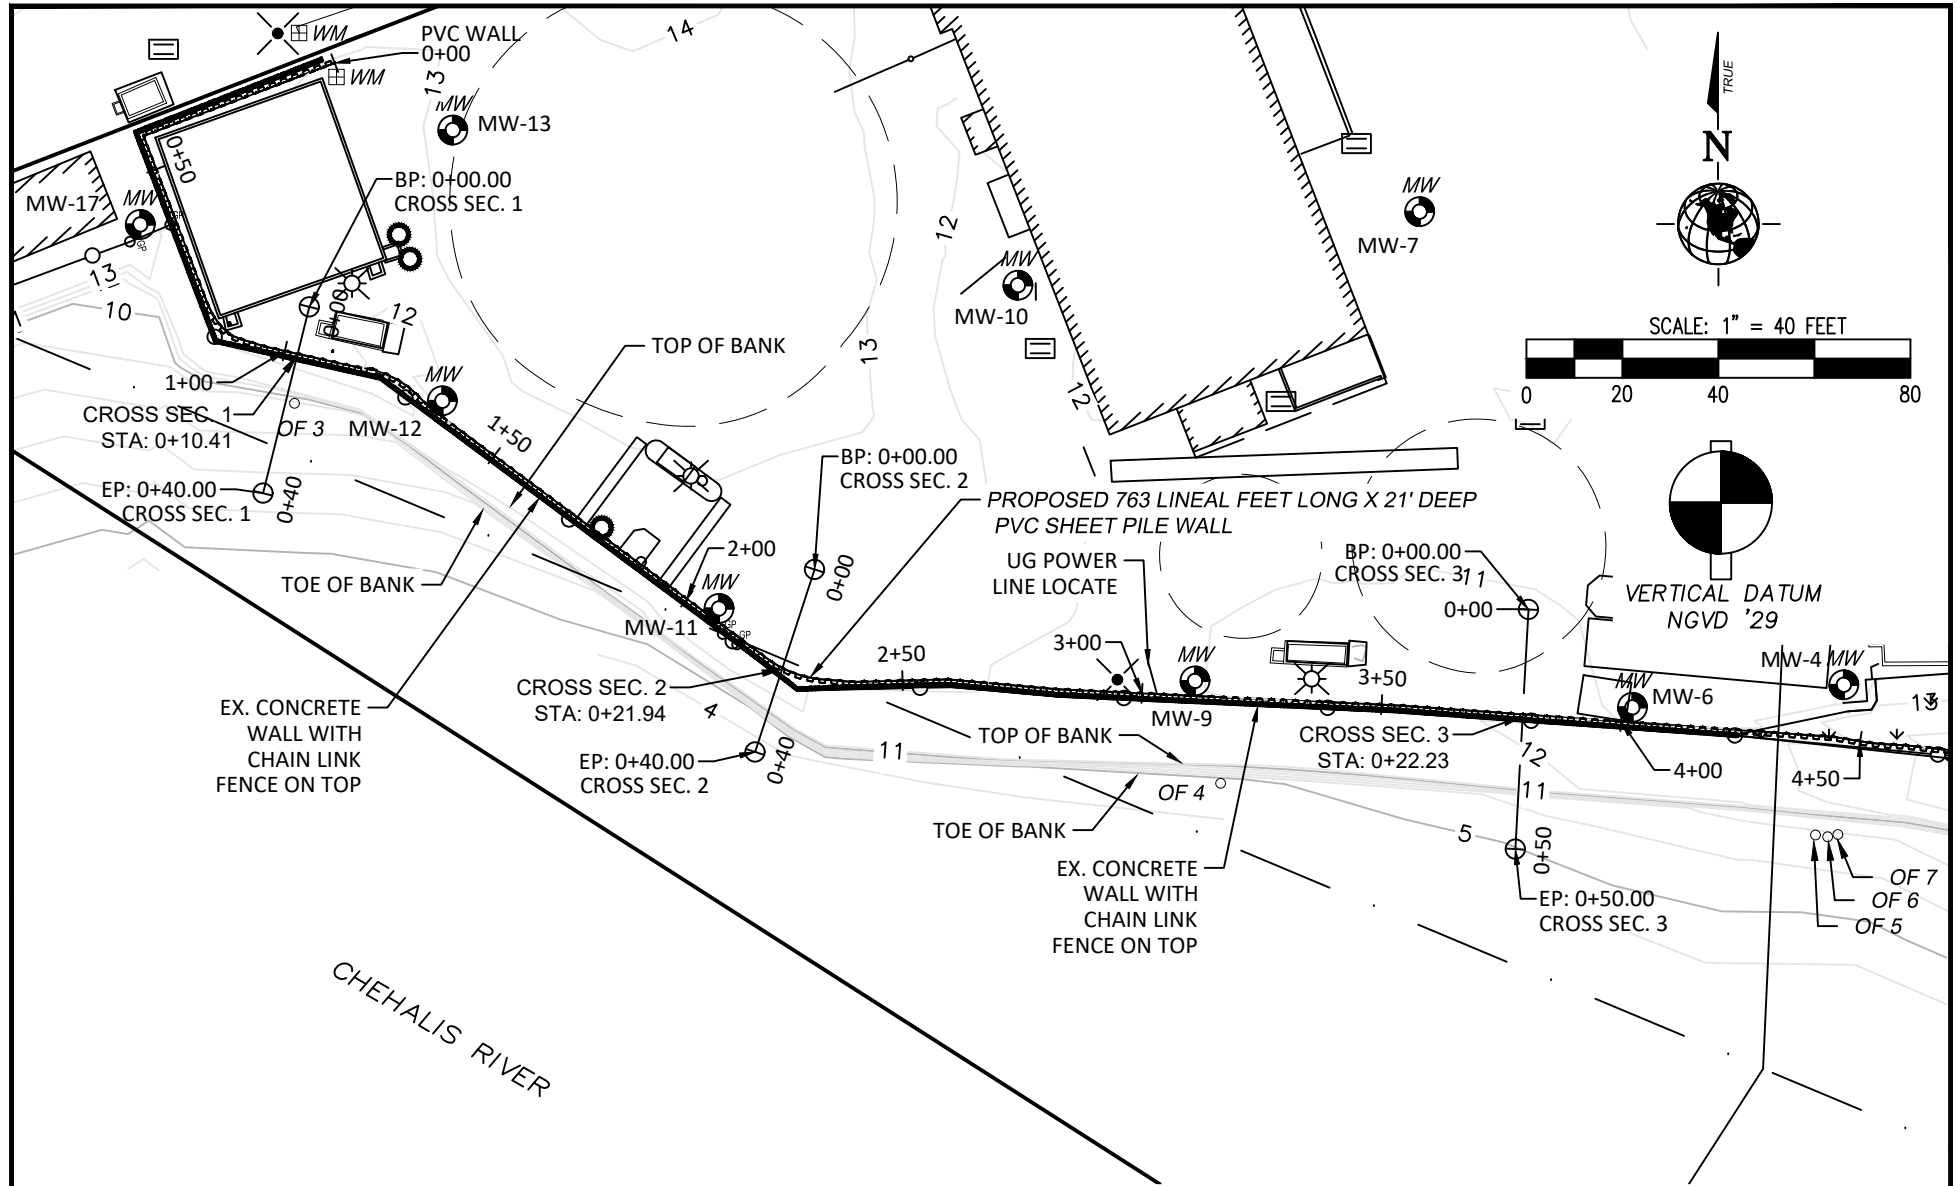 14
WM
PVC WALL
0+00
WM
13
MW
MW-13
TRUE
N
0+50
BP: 0+00.00
CROSS SEC. 1
MW-17
MW
GP
GP
MW
MW-7
12
13
10
0+00
12
MW
MW-10
SCALE: 1" = 40 FEET
0
20
40
80
TOP OF BANK
13
12
1+00
MW
CROSS SEC. 1
STA: 0+10.41
OF 3
MW-12
1+50
EP: 0+40.00
CROSS SEC. 1
0+40
BP: 0+00.00
CROSS SEC. 2
PROPOSED 763 LINEAL FEET LONG X 21' DEEP
PVC SHEET PILE WALL
UG POWER
LINE LOCATE
BP: 0+00.00
CROSS SEC. 3
11
0+00
VERTICAL DATUM
NGVD '29
TOE OF BANK
2+00
0+00
MW
MW-11
GP
GP
2+50
3+00
MW
MW-9
3+50
MW-4
MW
MW
MW-6
13
CROSS SEC. 2
STA: 0+21.94
4
EX. CONCRETE
WALL WITH
CHAIN LINK
FENCE ON TOP
EP: 0+40.00
CROSS SEC. 2
0+40
11
TOP OF BANK
CROSS SEC. 3
STA: 0+22.23
12
4+00
4+50
OF 4
11
TOE OF BANK
5
0+50
EX. CONCRETE
WALL WITH
CHAIN LINK
FENCE ON TOP
EP: 0+50.00
CROSS SEC. 3
OF 7
OF 6
OF 5
CHEHALIS RIVER